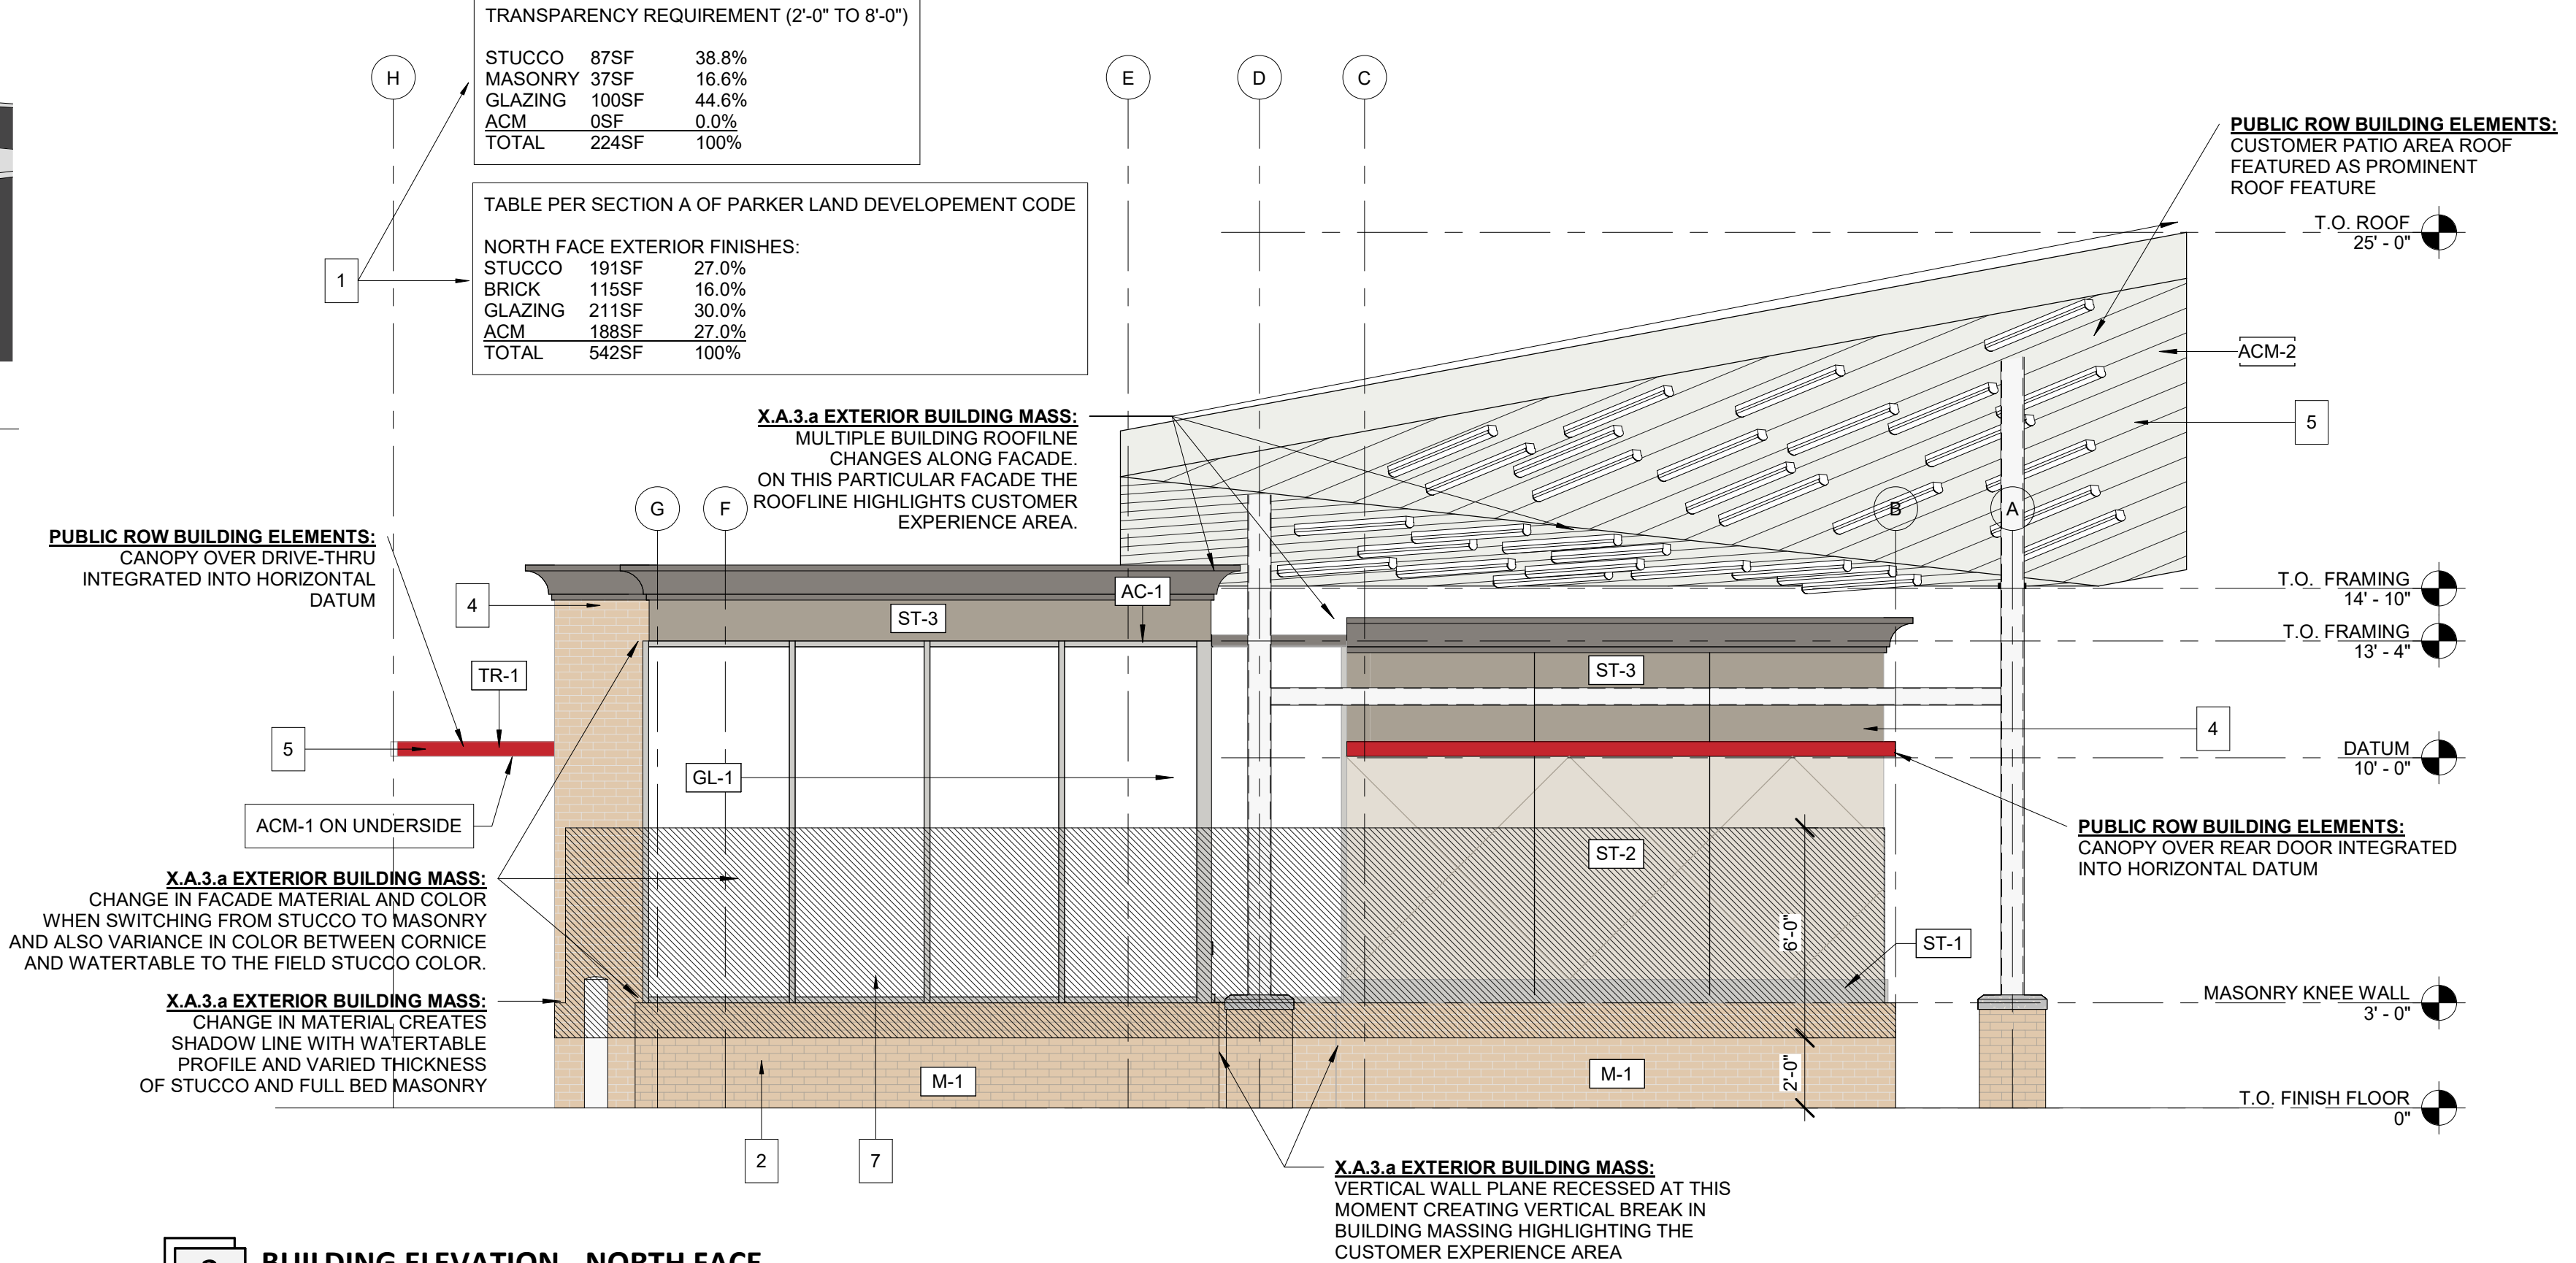 TRANSPARENCY REQUIREMENT (2'-0" TO 8'-0")
STUCCO 87SF 38.8%
MASONRY 37SF 16.6%
GLAZING 100SF 44.6%
ACM 0SF 0.0%
TOTAL 224SF 100%
H
E
D
C
TABLE PER SECTION A OF PARKER LAND DEVELOPEMENT CODE
NORTH FACE EXTERIOR FINISHES:
STUCCO 191SF 27.0%
BRICK 115SF 16.0%
GLAZING 211SF 30.0%
ACM 188SF 27.0%
TOTAL 542SF 100%
1
PUBLIC ROW BUILDING ELEMENTS:
CUSTOMER PATIO AREA ROOF
FEATURED AS PROMINENT
ROOF FEATURE
T.O. ROOF
25' - 0"
ACM-2
5
X.A.3.a EXTERIOR BUILDING MASS:
MULTIPLE BUILDING ROOFILNE
CHANGES ALONG FACADE.
ON THIS PARTICULAR FACADE THE
ROOFLINE HIGHLIGHTS CUSTOMER
EXPERIENCE AREA.
G
F
B
A
PUBLIC ROW BUILDING ELEMENTS:
CANOPY OVER DRIVE-THRU
INTEGRATED INTO HORIZONTAL
DATUM
4
AC-1
ST-3
T.O. FRAMING
14' - 10"
T.O. FRAMING
13' - 4"
ST-3
TR-1
5
4
DATUM
10' - 0"
GL-1
ACM-1 ON UNDERSIDE
PUBLIC ROW BUILDING ELEMENTS:
CANOPY OVER REAR DOOR INTEGRATED
INTO HORIZONTAL DATUM
ST-2
X.A.3.a EXTERIOR BUILDING MASS:
CHANGE IN FACADE MATERIAL AND COLOR
WHEN SWITCHING FROM STUCCO TO MASONRY
AND ALSO VARIANCE IN COLOR BETWEEN CORNICE
AND WATERTABLE TO THE FIELD STUCCO COLOR.
6'-0"
ST-1
X.A.3.a EXTERIOR BUILDING MASS:
CHANGE IN MATERIAL CREATES
SHADOW LINE WITH WATERTABLE
PROFILE AND VARIED THICKNESS
OF STUCCO AND FULL BED MASONRY
MASONRY KNEE WALL
3' - 0"
M-1
M-1
2'-0"
T.O. FINISH FLOOR
0"
2
7
X.A.3.a EXTERIOR BUILDING MASS:
VERTICAL WALL PLANE RECESSED AT THIS
MOMENT CREATING VERTICAL BREAK IN
BUILDING MASSING HIGHLIGHTING THE
CUSTOMER EXPERIENCE AREA
BUILDING ELEVATION - NORTH FACE